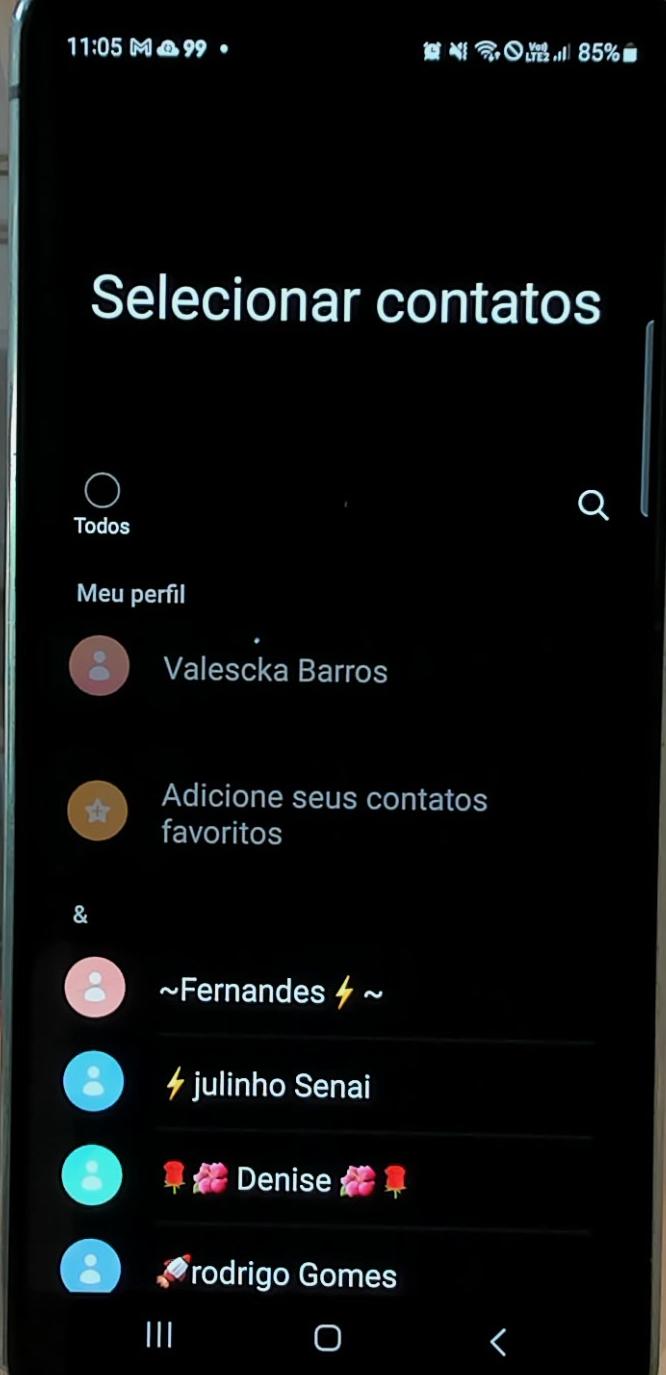 11:05 M 99 •
Vo) LTE2 85%
Selecionar contatos
Todos
Meu perfil
Valescka Barros
Adicione seus contatos
favoritos
&
~Fernandes⚡~
⚡julinho Senai
🌹🌺 Denise 🌺🌹
🚀rodrigo Gomes